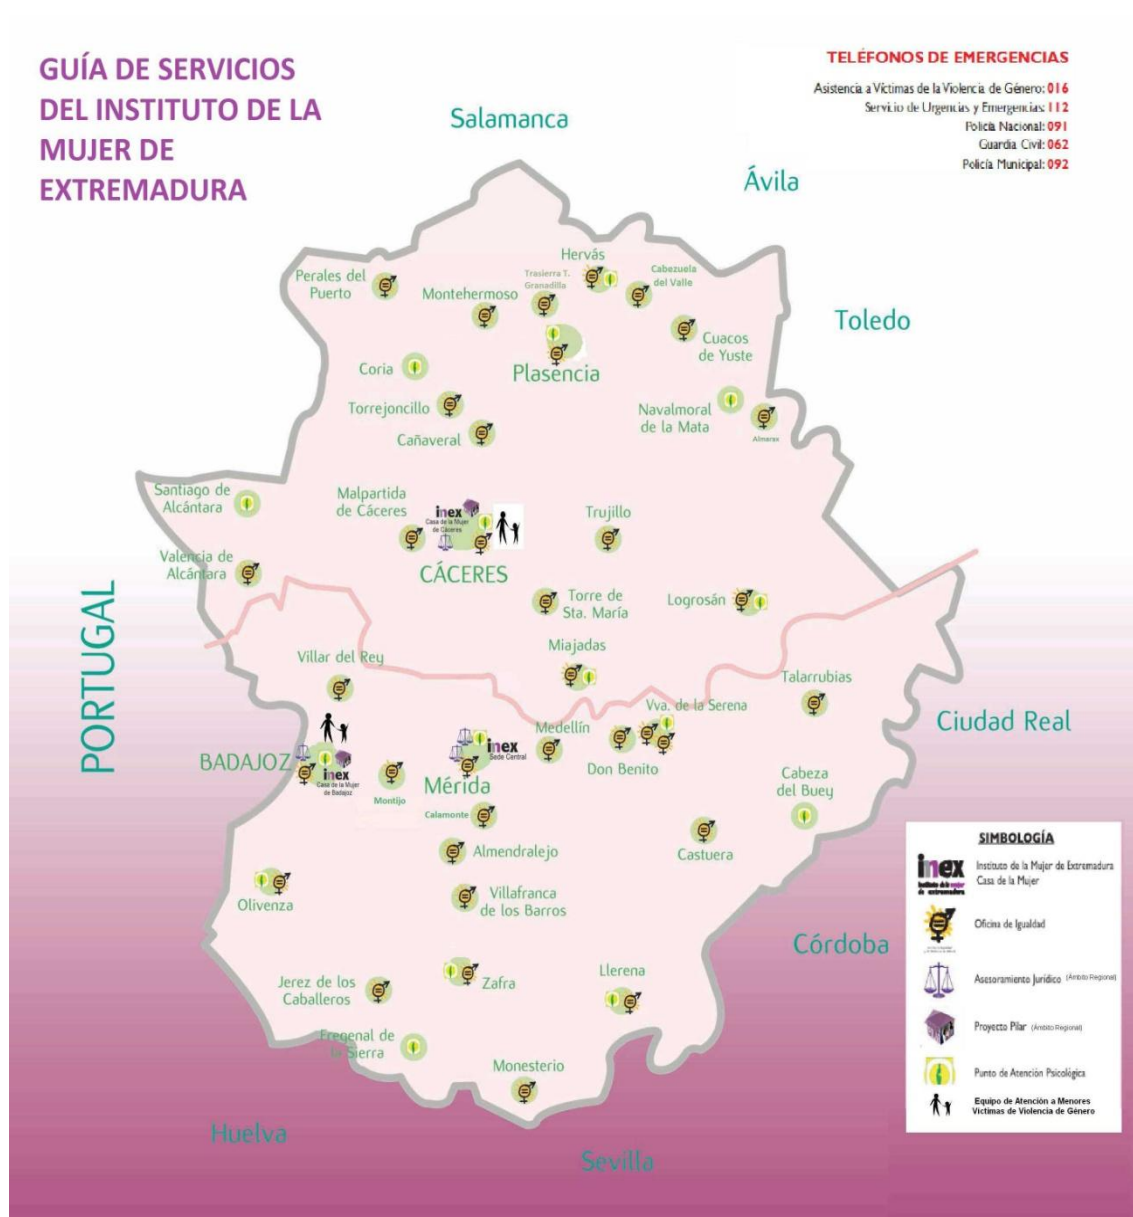 GUÍA DE SERVICIOS
DEL INSTITUTO DE LA
MUJER DE
EXTREMADURA
TELÉFONOS DE EMERGENCIAS
Asistencia a Víctimas de la Violencia de Género: 016
Servicio de Urgencias y Emergencias: 112
Policía Nacional: 091
Guardia Civil: 062
Policía Municipal: 092
Salamanca
Ávila
Toledo
Hervás
Perales del
Puerto
Trasierra T.
Granadilla
Cabezuela
del Valle
Montehermoso
Cuacos
de Yuste
Coria
Plasencia
Torrejoncillo
Navalmoral
de la Mata
Cañaveral
Almaraz
Santiago de
Alcántara
Malpartida
de Cáceres
inex
Casa de la Mujer
de Cáceres
Trujillo
Valencia de
Alcántara
CÁCERES
PORTUGAL
Torre de
Sta. María
Logrosán
Miajadas
Villar del Rey
Talarrubias
Vva. de la Serena
Medellín
Ciudad Real
BADAJOZ
inex
Sede Central
Don Benito
inex
Casa de la Mujer
de Badajoz
Mérida
Cabeza
del Buey
Montijo
Calamonte
Almendralejo
Castuera
SIMBOLOGÍA
inex
instituto de la mujer
de extremadura
Instituto de la Mujer de Extremadura
Casa de la Mujer
Olivenza
Villafranca
de los Barros
Oficina de Igualdad
Córdoba
Llerena
Jerez de los
Caballeros
Zafra
Asesoramiento Jurídico (Ámbito Regional)
Proyecto Pilar (Ámbito Regional)
Fregenal de
la Sierra
Monesterio
Punto de Atención Psicológica
Equipo de Atención a Menores
Víctimas de Violencia de Género
Huelva
Sevilla